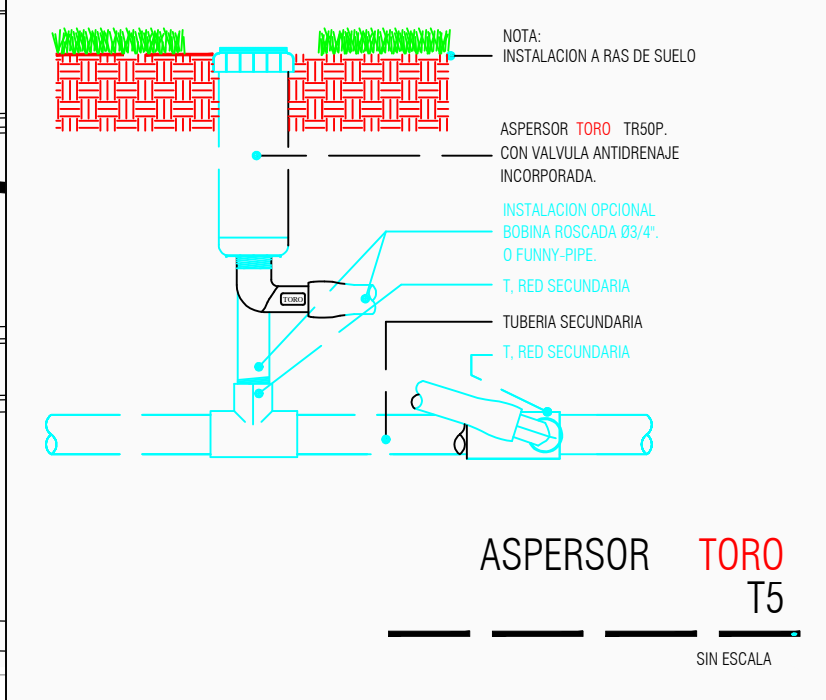 NOTA:
INSTALACION A RAS DE SUELO
ASPERSOR TORO TR50P.
CON VALVULA ANTIDRENAJE
INCORPORADA.
INSTALACION OPCIONAL
BOBINA ROSCADA Ø3/4".
O FUNNY-PIPE.
T, RED SECUNDARIA
TORO
TUBERIA SECUNDARIA
T, RED SECUNDARIA
ASPERSOR TORO
T5
SIN ESCALA